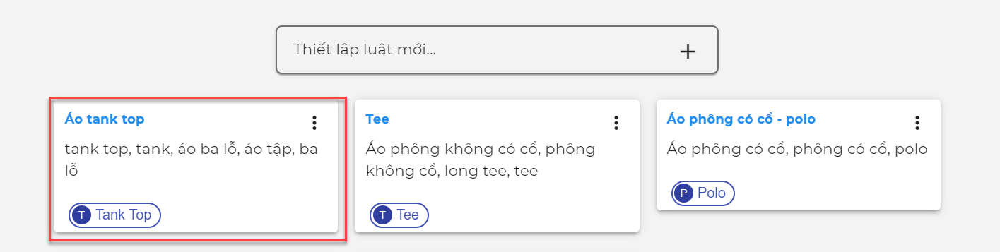 Thiết lập luật mới...
Áo tank top
tank top, tank, áo ba lỗ, áo tập, ba
lỗ
T Tank Top
Tee
Áo phông không có cổ, phông
không cổ, long tee, tee
T Tee
Áo phông có cổ - polo
Áo phông có cổ, phông có cổ, polo
P Polo